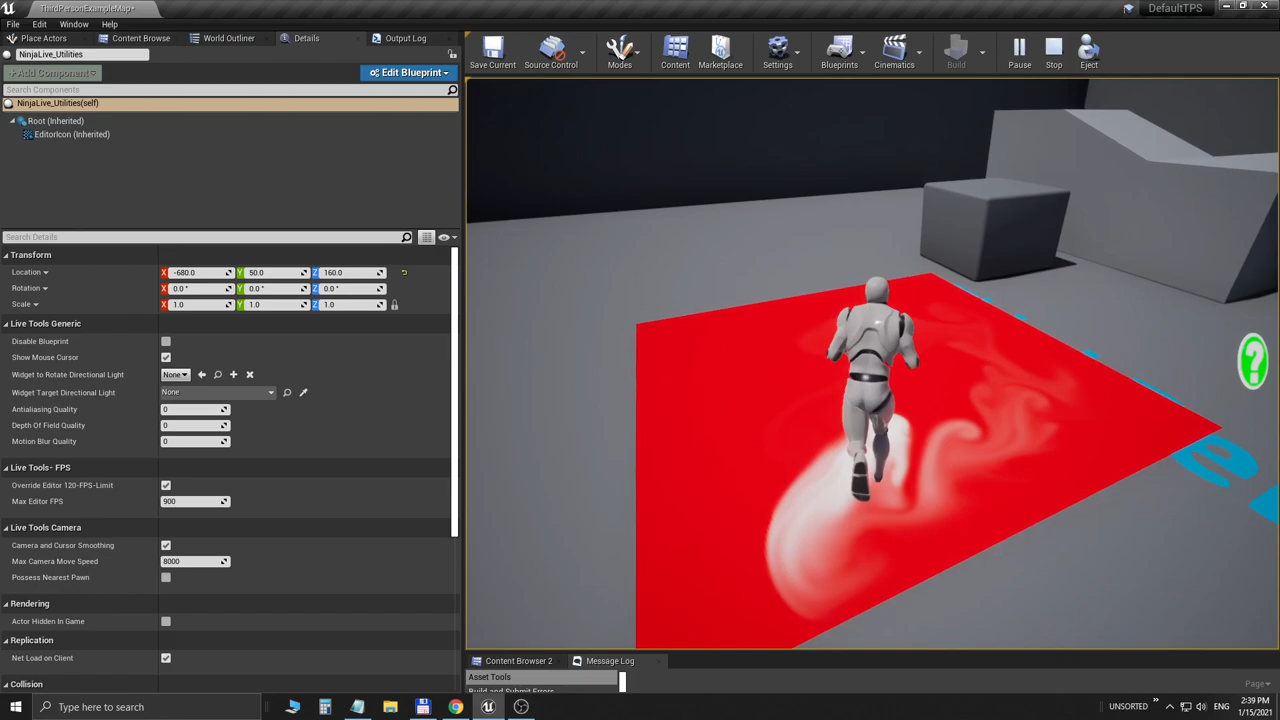 ThirdPersonExampleMap*
DefaultTPS
File Edit Window Help
Place Actors Content Browse World Outliner Details Output Log
NinjaLive_Utilities
+Add Component
Edit Blueprint
Search Components
NinjaLive_Utilities(self)
Root (Inherited)
EditorIcon (Inherited)
Save Current Source Control Modes Content Marketplace Settings Blueprints Cinematics Build Pause Stop Eject
Search Details
Transform
Location X -680.0 Y 50.0 Z 160.0
Rotation X 0.0 ° Y 0.0 ° Z 0.0 °
Scale X 1.0 Y 1.0 Z 1.0
Live Tools Generic
Disable Blueprint
Show Mouse Cursor
Widget to Rotate Directional Light None
Widget Target Directional Light None
Antialiasing Quality 0
Depth Of Field Quality 0
Motion Blur Quality 0
Live Tools- FPS
Override Editor 120-FPS-Limit
Max Editor FPS 900
Live Tools Camera
Camera and Cursor Smoothing
Max Camera Move Speed 8000
Possess Nearest Pawn
Rendering
Actor Hidden In Game
Replication
Net Load on Client
Collision
?
Content Browser 2 Message Log
Asset Tools
Build and Submit Errors
Page
Type here to search
UNSORTED
ENG
2:39 PM
1/15/2021